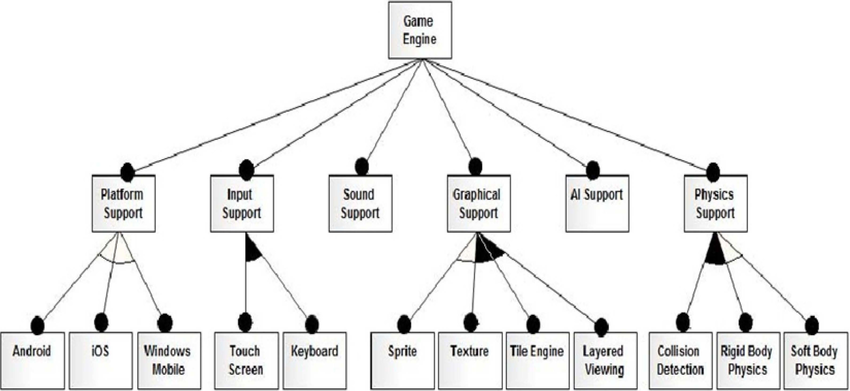 Game
Engine
Platform
Support
Input
Support
Sound
Support
Graphical
Support
AI Support
Physics
Support
Android
iOS
Windows
Mobile
Touch
Screen
Keyboard
Sprite
Texture
Tile Engine
Layered
Viewing
Collision
Detection
Rigid Body
Physics
Soft Body
Physics